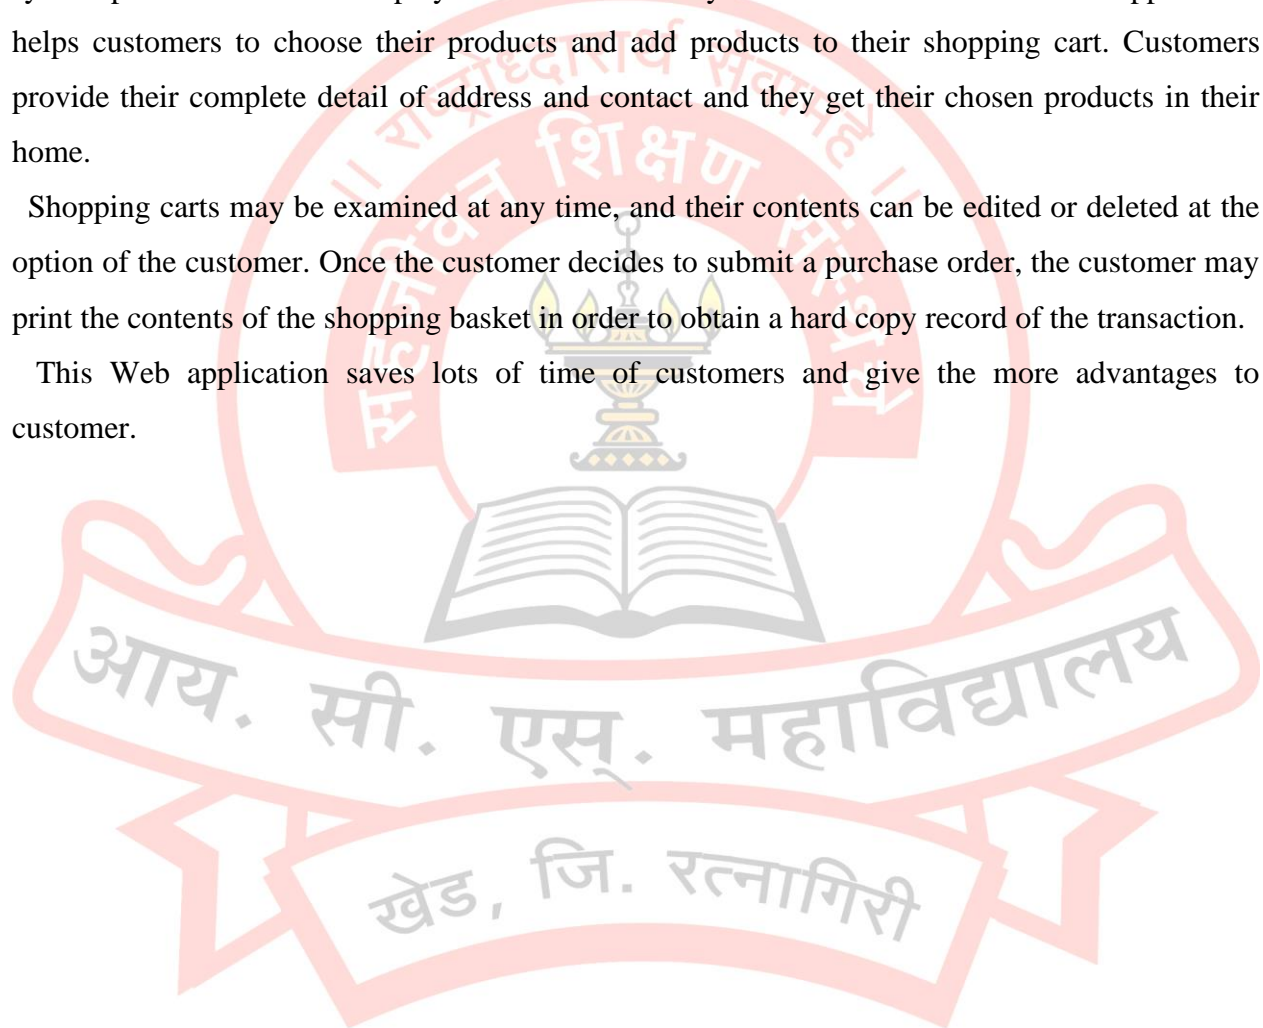 helps customers to choose their products and add products to their shopping cart. Customers
provide their complete detail of address and contact and they get their chosen products in their
home.
Shopping carts may be examined at any time, and their contents can be edited or deleted at the
option of the customer. Once the customer decides to submit a purchase order, the customer may
print the contents of the shopping basket in order to obtain a hard copy record of the transaction.
This Web application saves lots of time of customers and give the more advantages to
customer.
॥ राष्ट्रोध्दारार्थ सेवामहे ॥
सहजिवन शिक्षण संस्थेचे
आय. सी. एस्. महाविद्यालय
खेड, जि. रत्नागिरी